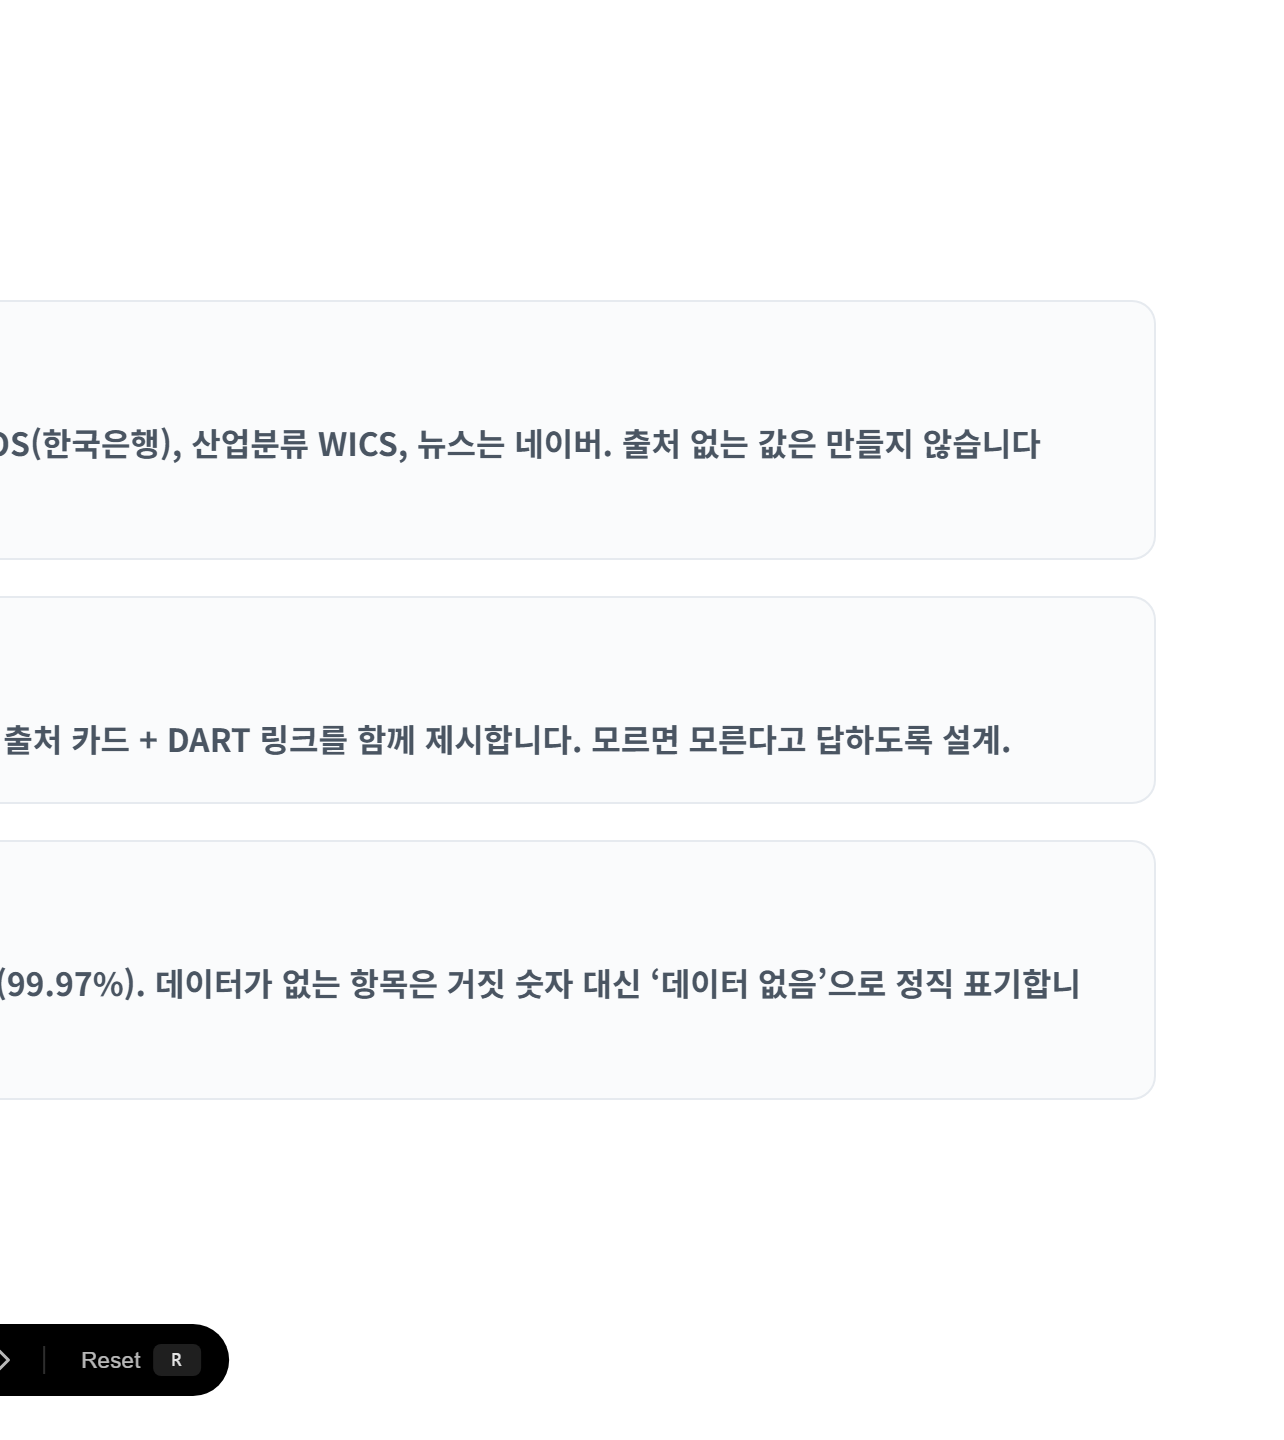 OS(한국은행), 산업분류 WICS, 뉴스는 네이버. 출처 없는 값은 만들지 않습니다
출처 카드 + DART 링크를 함께 제시합니다. 모르면 모른다고 답하도록 설계.
(99.97%). 데이터가 없는 항목은 거짓 숫자 대신 ‘데이터 없음’으로 정직 표기합니
Reset R